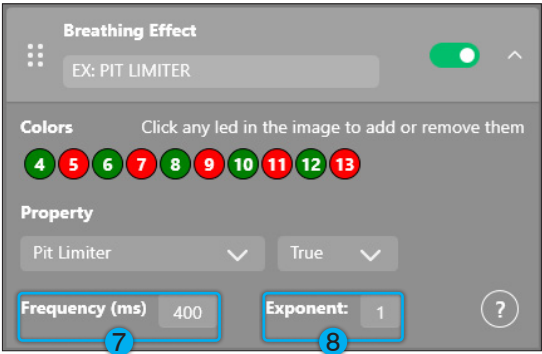 Breathing Effect
EX: PIT LIMITER
Colors Click any led in the image to add or remove them
4 5 6 7 8 9 10 11 12 13
Property
Pit Limiter True
Frequency (ms) 400 Exponent: 1 ?
7 8